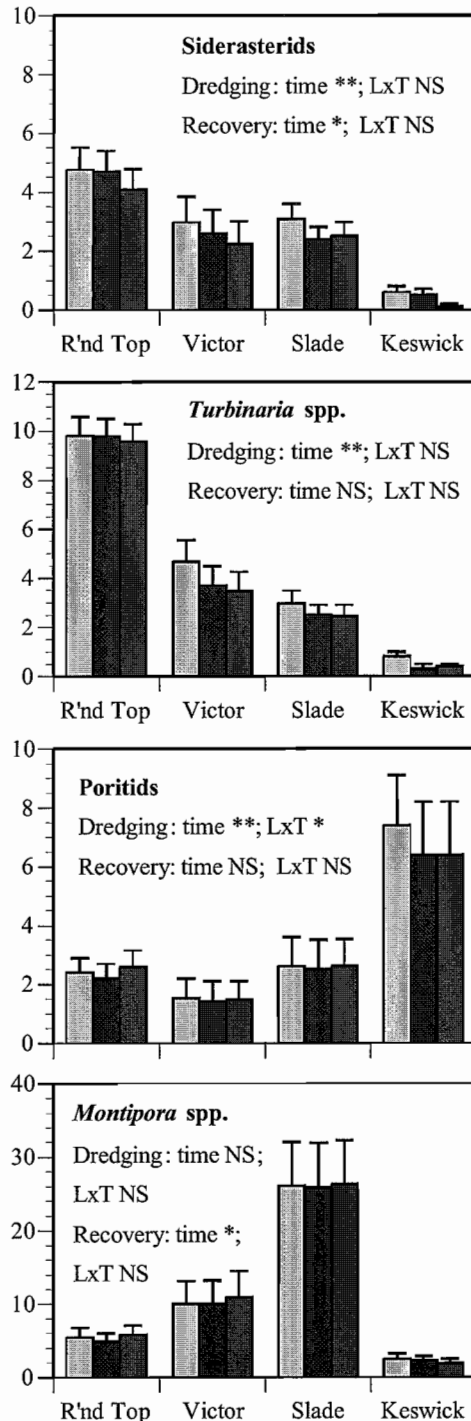 10
Siderasterids
8
Dredging: time **; LxT NS
6
Recovery: time *; LxT NS
4
2
0
R'nd Top Victor Slade Keswick
12
Turbinaria spp.
10
Dredging: time **; LxT NS
8
Recovery: time NS; LxT NS
6
4
2
0
R'nd Top Victor Slade Keswick
10
Poritids
8
Dredging: time **; LxT *
Recovery: time NS; LxT NS
6
4
2
0
40
Montipora spp.
Dredging: time NS;
30
LxT NS
Recovery: time *;
20
LxT NS
10
0
R'nd Top Victor Slade Keswick